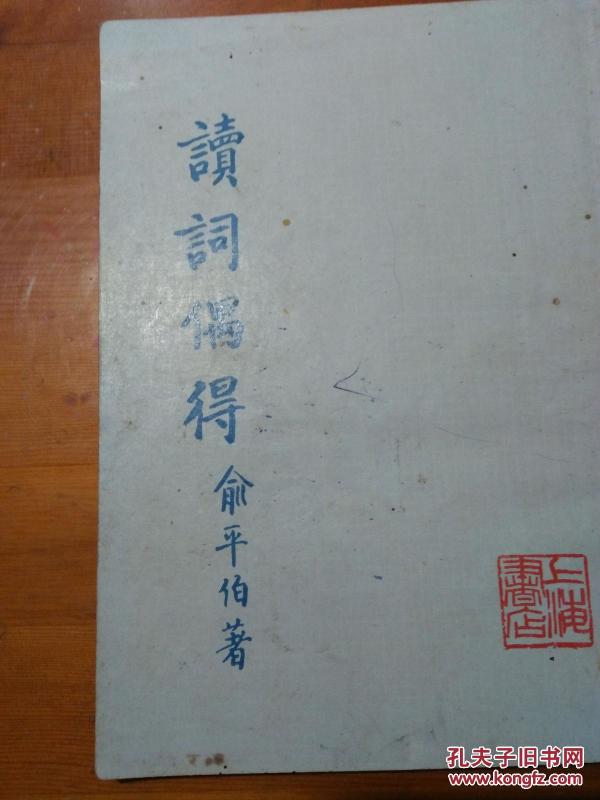 讀詞偶得
俞平伯著
上海
書店
孔夫子旧书网
www.kongfz.com